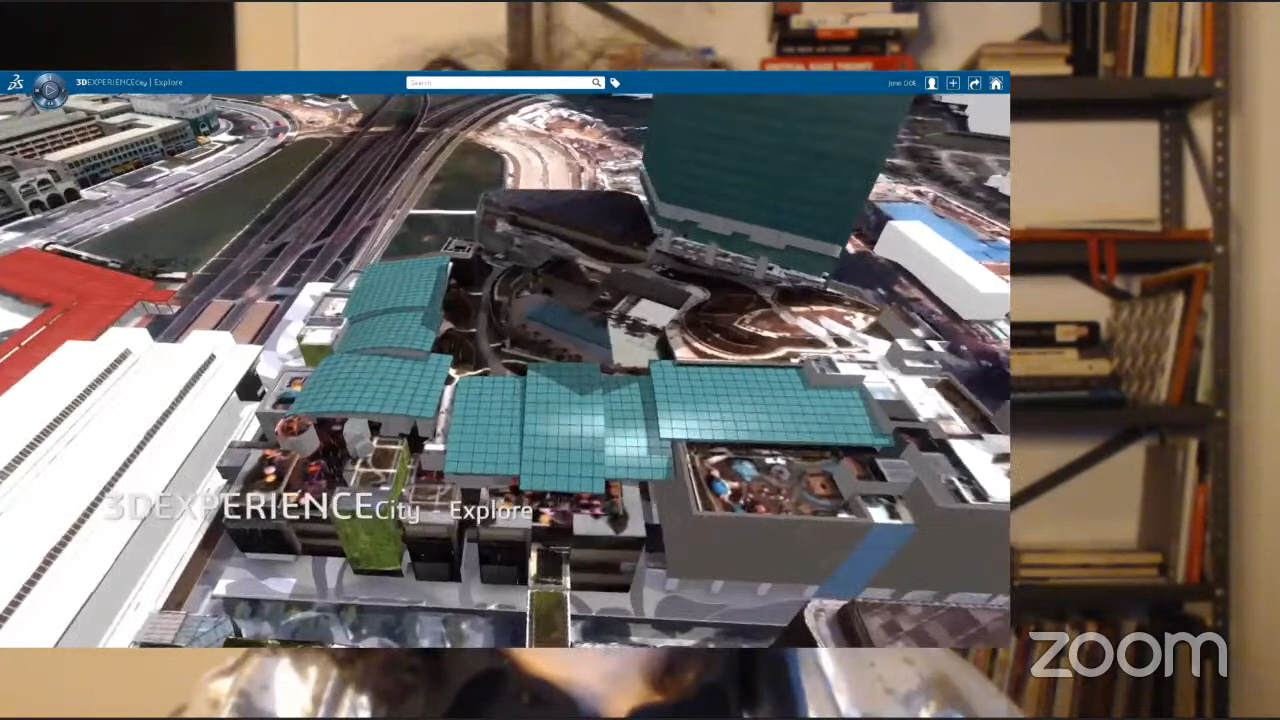 3DEXPERIENCEcity | Explore
Search
John DOE
3DEXPERIENCEcity - Explore
zoom